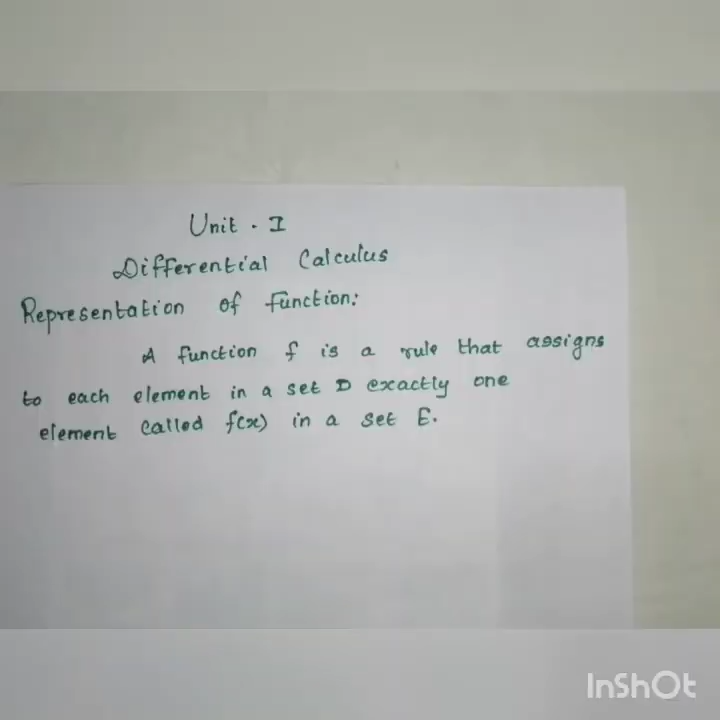 Unit . I
Differential Calculus
Representation of Function:
A function f is a rule that assigns
to each element in a set D exactly one
element called f(x) in a set E.
InShOt